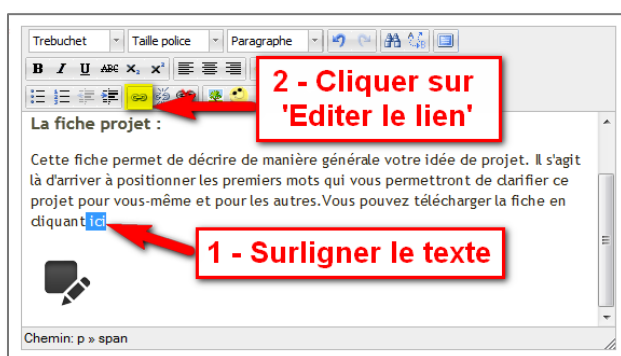 Trebuchet Taille police Paragraphe
B I U ABC X₂ X²
2 - Cliquer sur
'Editer le lien'
La fiche projet :
Cette fiche permet de décrire de manière générale votre idée de projet. Il s'agit
là d'arriver à positionner les premiers mots qui vous permettront de clarifier ce
projet pour vous-même et pour les autres.Vous pouvez télécharger la fiche en
cliquant ici
1 - Surligner le texte
Chemin: p » span